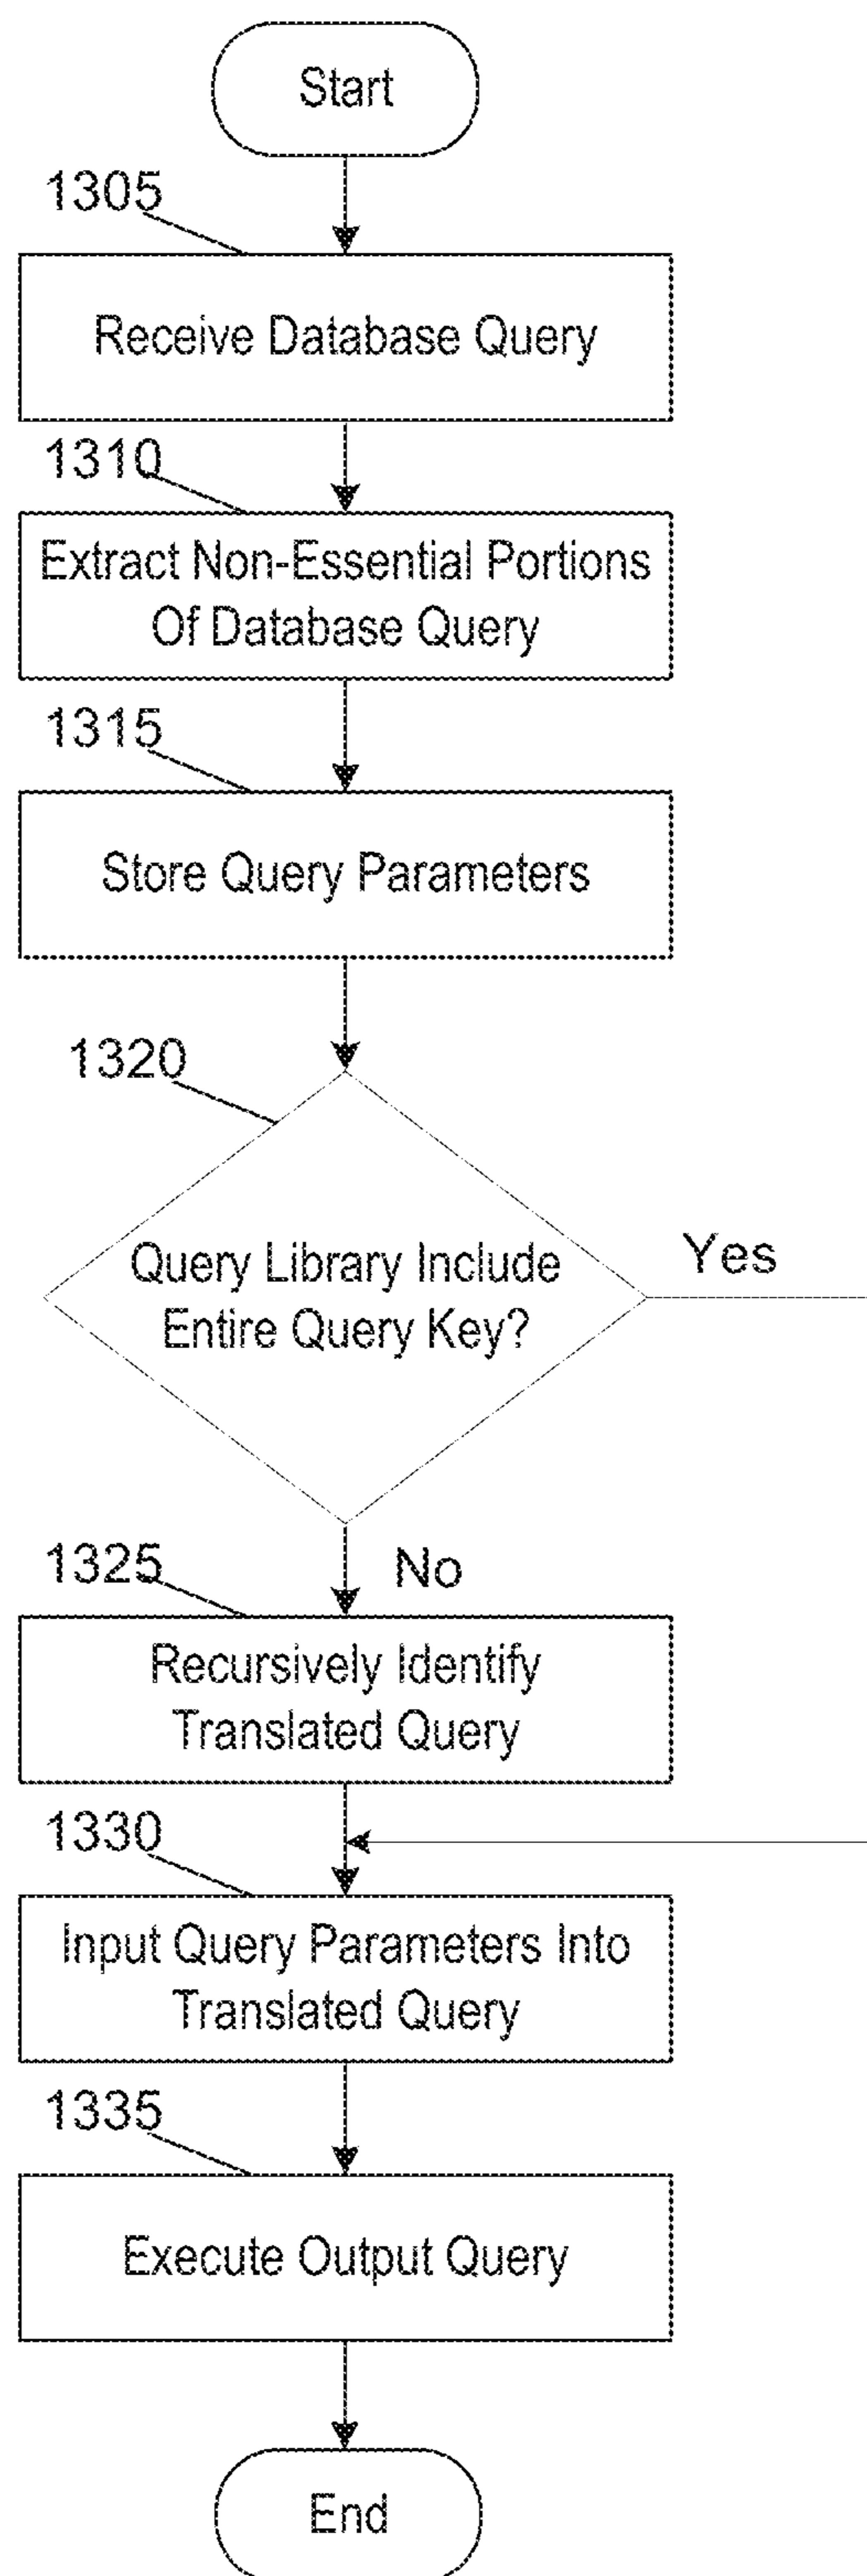 Start
1305
Receive Database Query
1310
Extract Non-Essential Portions
Of Database Query
1315
Store Query Parameters
1320
Query Library Include
Entire Query Key?
Yes
No
1325
Recursively Identify
Translated Query
1330
Input Query Parameters Into
Translated Query
1335
Execute Output Query
End